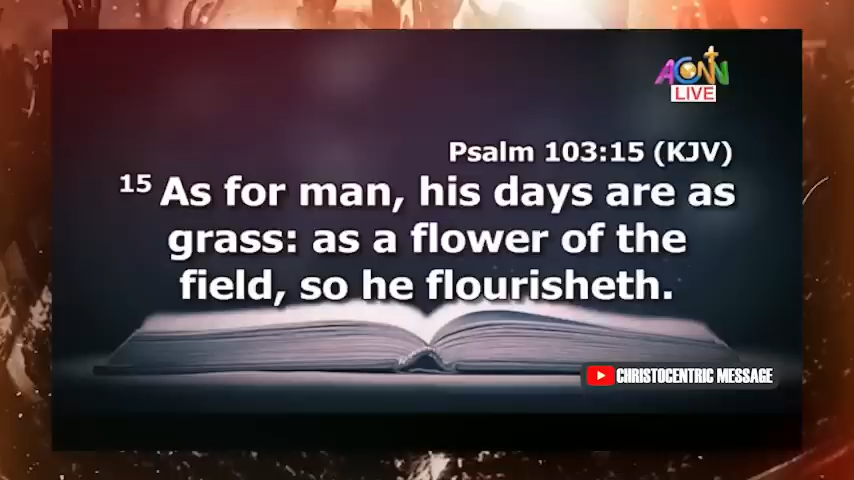 ACNN
LIVE
Psalm 103:15 (KJV)
15 As for man, his days are as
grass: as a flower of the
field, so he flourisheth.
CHRISTOCENTRIC MESSAGE